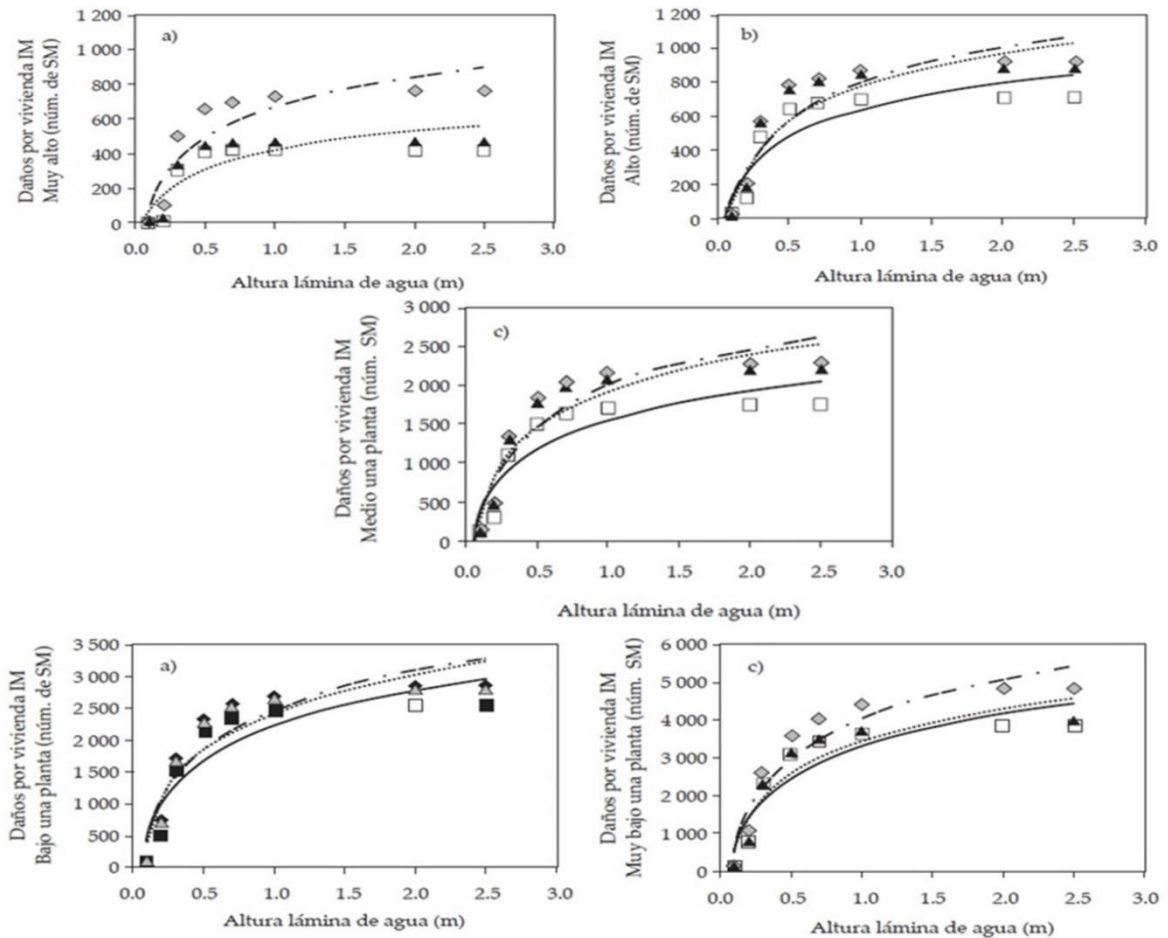 Daños por vivienda IM
Muy alto (núm. de SM)
1 200
1 000
800
600
400
200
0
a)
0.0 0.5 1.0 1.5 2.0 2.5 3.0
Altura lámina de agua (m)
Daños por vivienda IM
Alto (núm. de SM)
1 200
1 000
800
600
400
200
0
b)
0.0 0.5 1.0 1.5 2.0 2.5 3.0
Altura lámina de agua (m)
Daños por vivienda IM
Medio una planta (núm. SM)
3 000
2 500
2 000
1 500
1 000
500
0
c)
0.0 0.5 1.0 1.5 2.0 2.5 3.0
Altura lámina de agua (m)
Daños por vivienda IM
Bajo una planta (núm. de SM)
3 500
3 000
2 500
2 000
1 500
1 000
500
0
a)
0.0 0.5 1.0 1.5 2.0 2.5 3.0
Altura lámina de agua (m)
Daños por vivienda IM
Muy bajo una planta (núm. SM)
6 000
5 000
4 000
3 000
2 000
1 000
0
c)
0.0 0.5 1.0 1.5 2.0 2.5 3.0
Altura lámina de agua (m)